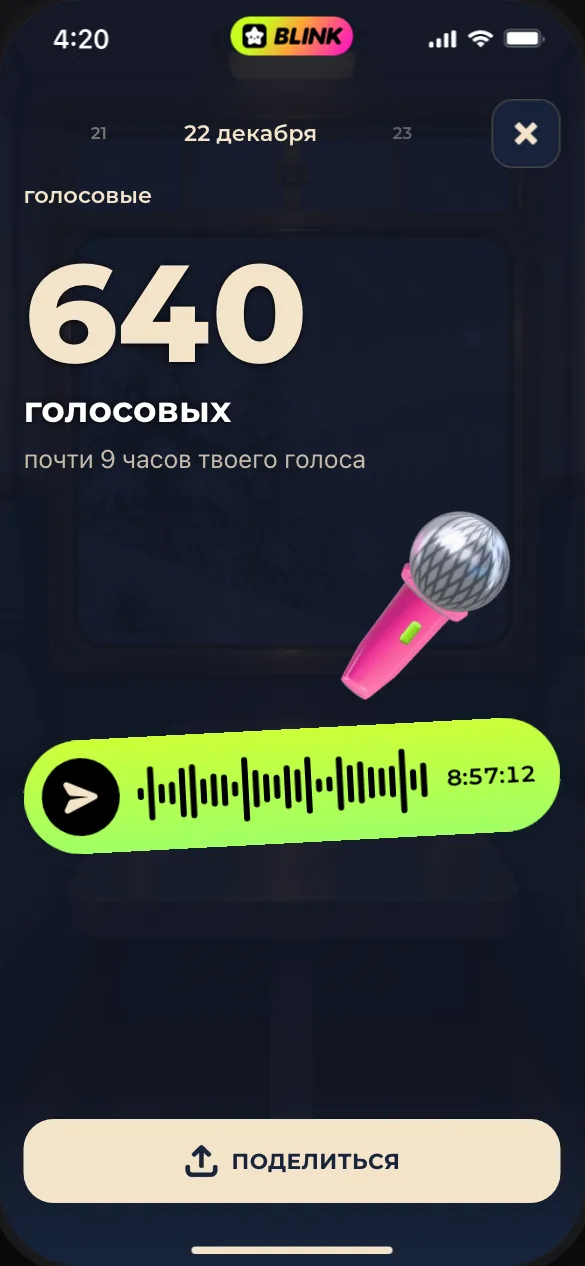 4:20
BLINK
21 22 декабря 23
голосовые
640
голосовых
почти 9 часов твоего голоса
8:57:12
ПОДЕЛИТЬСЯ